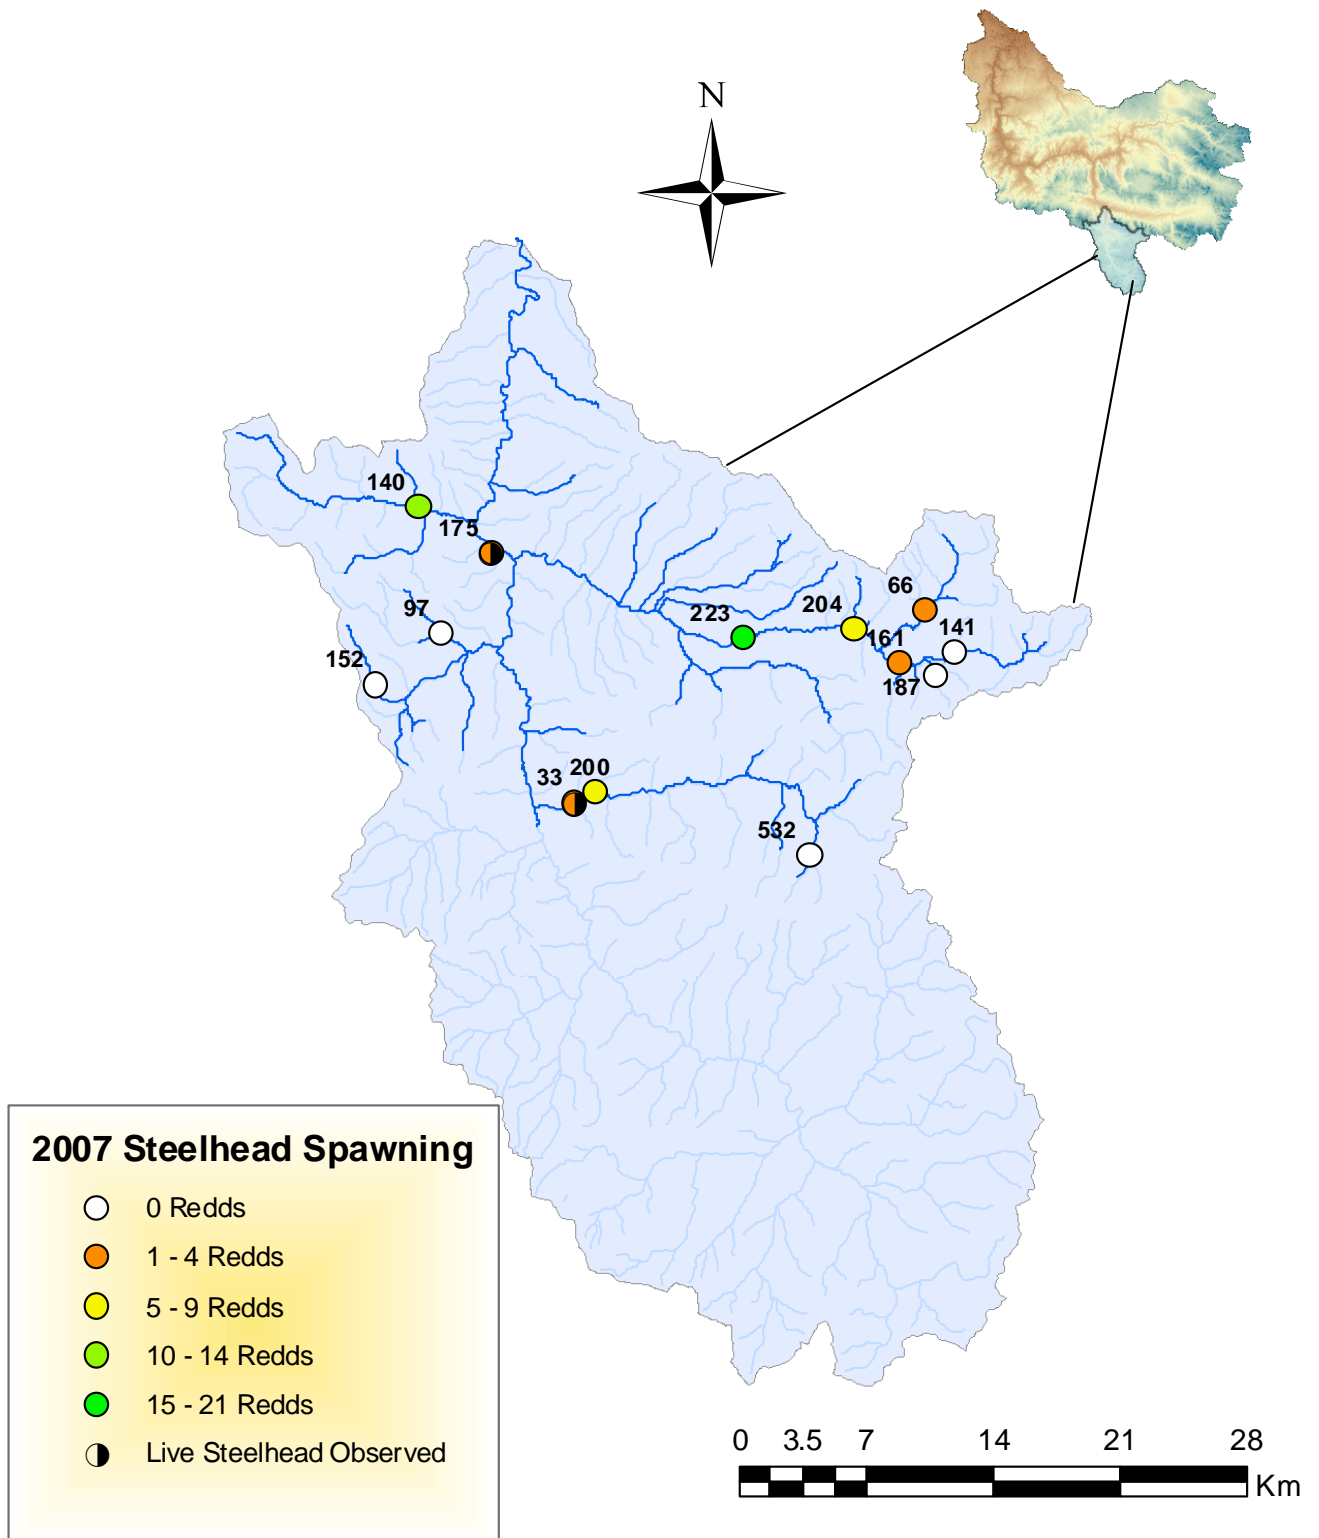 N
140
175
66
97
223
204
161
141
152
187
33
200
532
2007 Steelhead Spawning
0 Redds
1 - 4 Redds
5 - 9 Redds
10 - 14 Redds
15 - 21 Redds
Live Steelhead Observed
0 3.5 7 14 21 28
Km